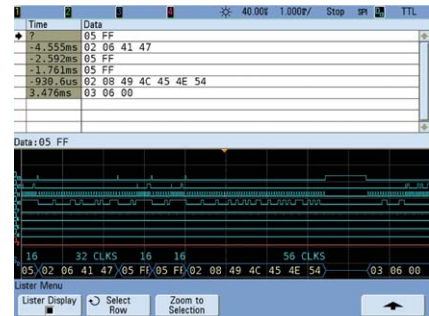 1 2 3 4 40.00% 1.000%/ Stop SPI TTL
Time Data
? 05 FF
-4.555ms 02 06 41 47
-2.592ms 05 FF
-1.761ms 05 FF
-930.6us 02 08 49 4C 45 4E 54
3.476ms 03 06 00
Data:05 FF
16 32 CLKS 16 16 56 CLKS
05 02 06 41 47 05 FF 05 FF 02 08 49 4C 45 4E 54 03 06 00
Lister Menu
Lister Display Select Row Zoom to Selection